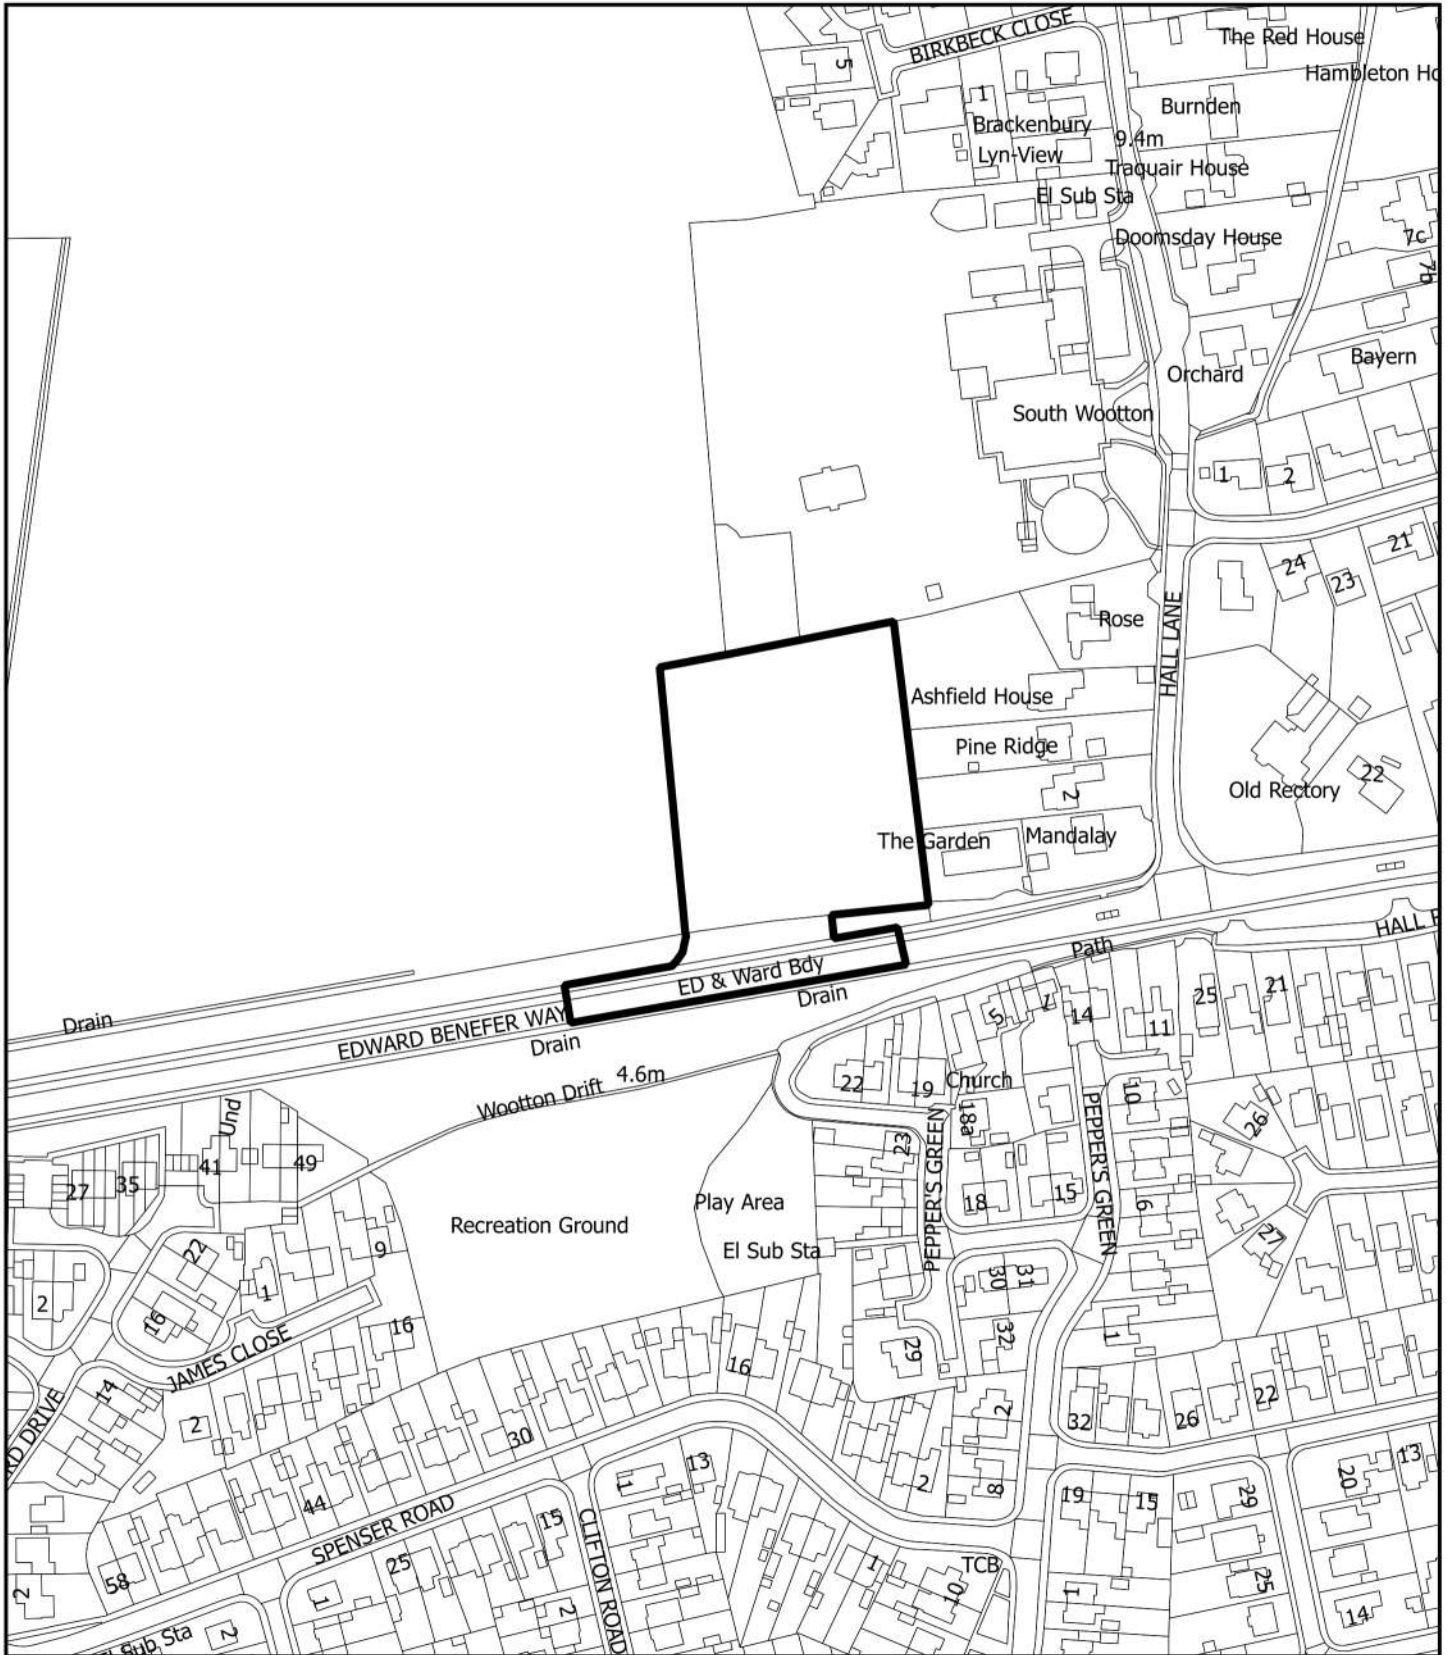 BIRKBECK CLOSE
The Red House
5
Hambleton Ho
1
Burnden
Brackenbury
9.4m
Lyn-View
Traquair House
El Sub Sta
Doomsday House
7c
7b
Bayern
Orchard
South Wootton
1
2
21
24
23
HALL LANE
Rose
Ashfield House
Pine Ridge
22
Old Rectory
2
The Garden
Mandalay
HALL
Path
ED & Ward Bdy
Drain
Drain
EDWARD BENEFER WAY
Drain
25
21
5
1
14
11
4.6m
22
19
Church
10
Wootton Drift
18a
26
Und
PEPPER'S GREEN
PEPPER'S GREEN
23
41
49
27
35
18
15
6
Play Area
Recreation Ground
27
22
9
El Sub Sta
30
31
2
1
16
16
32
1
JAMES CLOSE
29
16
14
22
2
2
32
26
RD DRIVE
30
13
13
1
2
8
20
44
19
15
29
SPENSER ROAD
15
CLIFTON ROAD
25
1
TCB
58
10
1
25
2
1
2
14
El Sub Sta
2